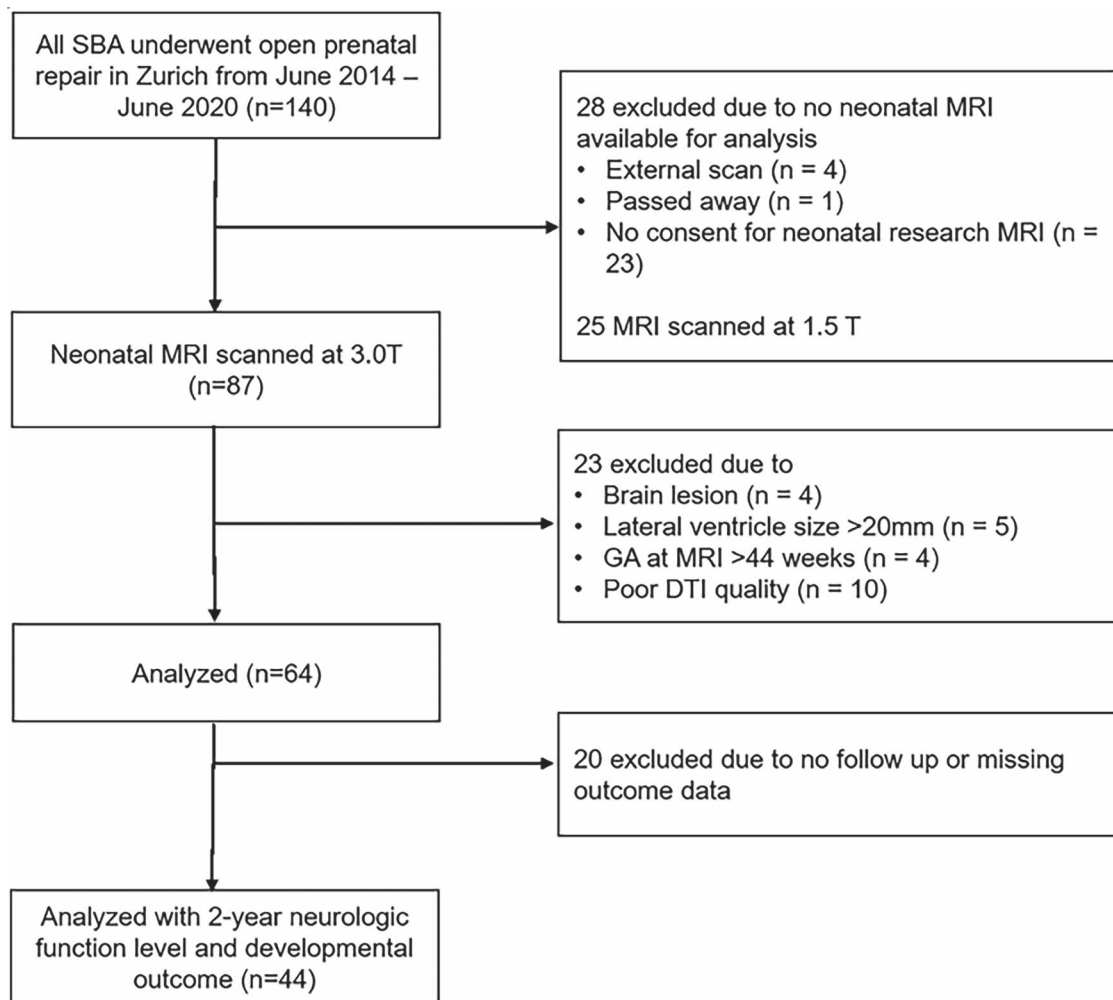 All SBA underwent open prenatal
repair in Zurich from June 2014 –
June 2020 (n=140)
28 excluded due to no neonatal MRI
available for analysis
• External scan (n = 4)
• Passed away (n = 1)
• No consent for neonatal research MRI (n =
23)
25 MRI scanned at 1.5 T
Neonatal MRI scanned at 3.0T
(n=87)
23 excluded due to
• Brain lesion (n = 4)
• Lateral ventricle size >20mm (n = 5)
• GA at MRI >44 weeks (n = 4)
• Poor DTI quality (n = 10)
Analyzed (n=64)
20 excluded due to no follow up or missing
outcome data
Analyzed with 2-year neurologic
function level and developmental
outcome (n=44)